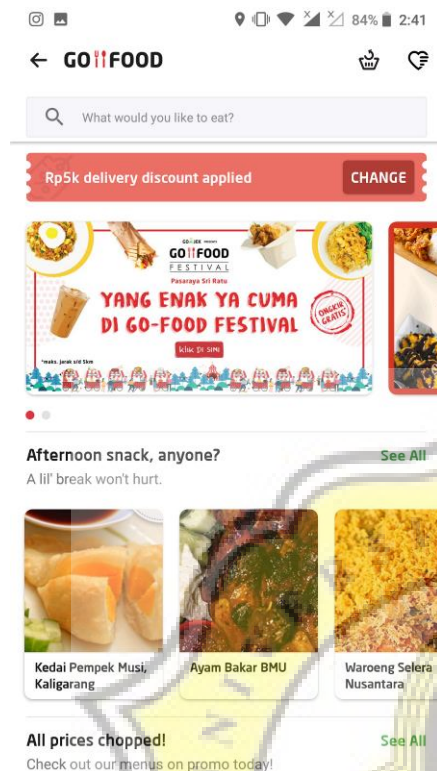 84% 2:41
GO FOOD
What would you like to eat?
Rp5k delivery discount applied
CHANGE
GO-JEK
GO FOOD
FESTIVAL
Pasaraya Sri Ratu
YANG ENAK YA CUMA
DI GO-FOOD FESTIVAL
ONGKIR
GRATIS
klik DI SINI
*maks. jarak s/d 5km
Afternoon snack, anyone?
See All
A lil' break won't hurt.
Kedai Pempek Musi,
Kaligarang
Ayam Bakar BMU
Waroeng Selera
Nusantara
All prices chopped!
See All
Check out our menus on promo today!